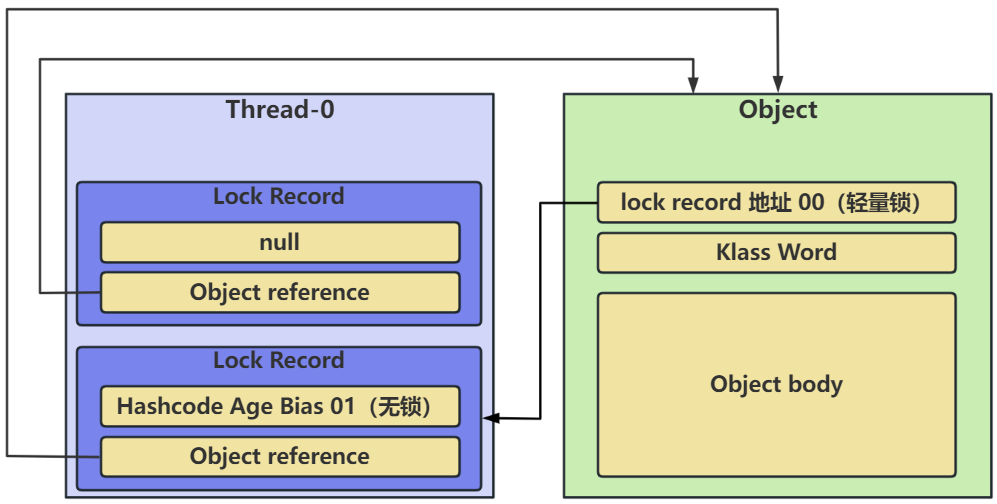 Thread-0
Lock Record
null
Object reference
Lock Record
Hashcode Age Bias 01（无锁）
Object reference
Object
lock record 地址 00（轻量锁）
Klass Word
Object body